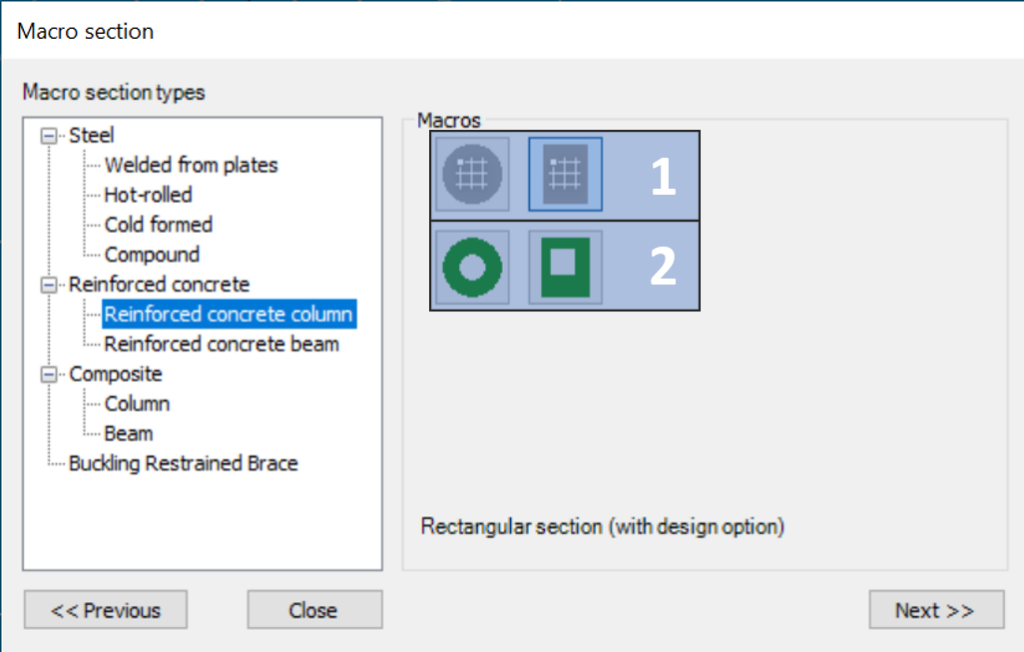 Macro section
Macro section types
Steel
Welded from plates
Hot-rolled
Cold formed
Compound
Reinforced concrete
Reinforced concrete column
Reinforced concrete beam
Composite
Column
Beam
Buckling Restrained Brace
Macros
1
2
Rectangular section (with design option)
<< Previous
Close
Next >>